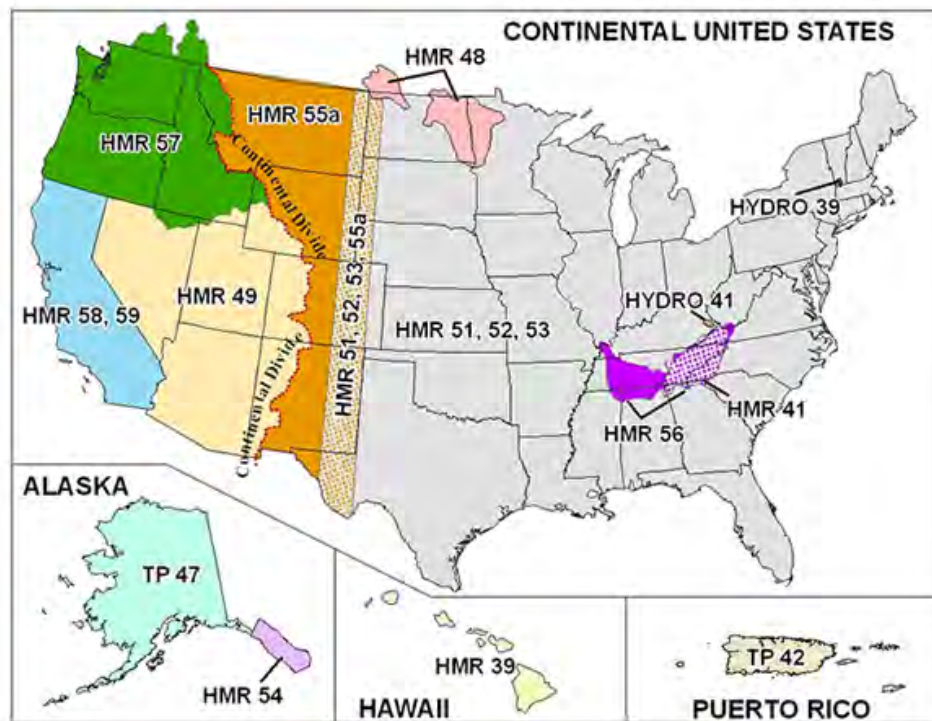 CONTINENTAL UNITED STATES
HMR 48
HMR 55a
HMR 57
Continental Divide
HYDRO 39
HMR 51, 52, 53, 55a
HMR 49
HYDRO 41
HMR 58, 59
HMR 51, 52, 53
Continental Divide
HMR 41
HMR 56
ALASKA
TP 47
HMR 54
HMR 39
HAWAII
TP 42
PUERTO RICO